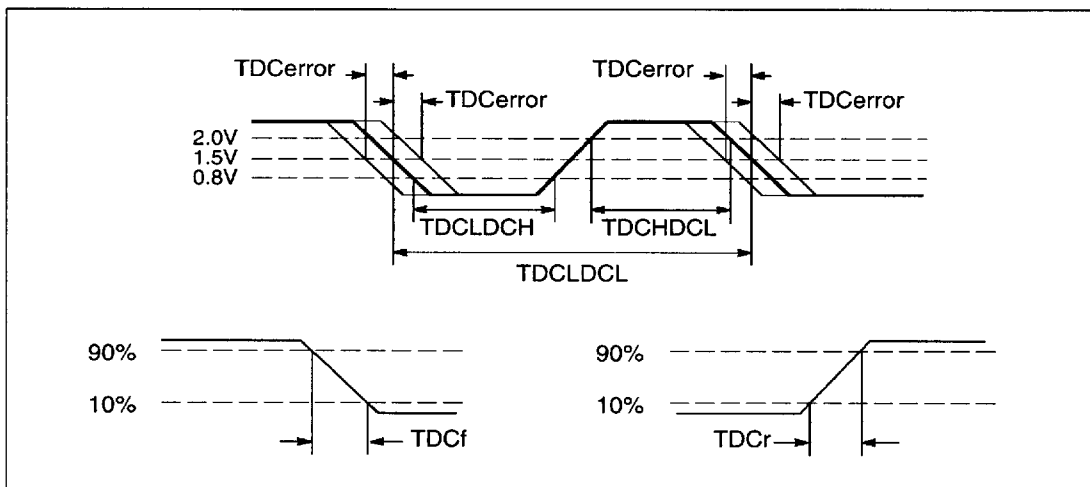 TDCerror
TDCerror
TDCerror
TDCerror
2.0V
1.5V
0.8V
TDCLDCH
TDCHDCL
TDCLDCL
90%
10%
TDCf
90%
10%
TDCr